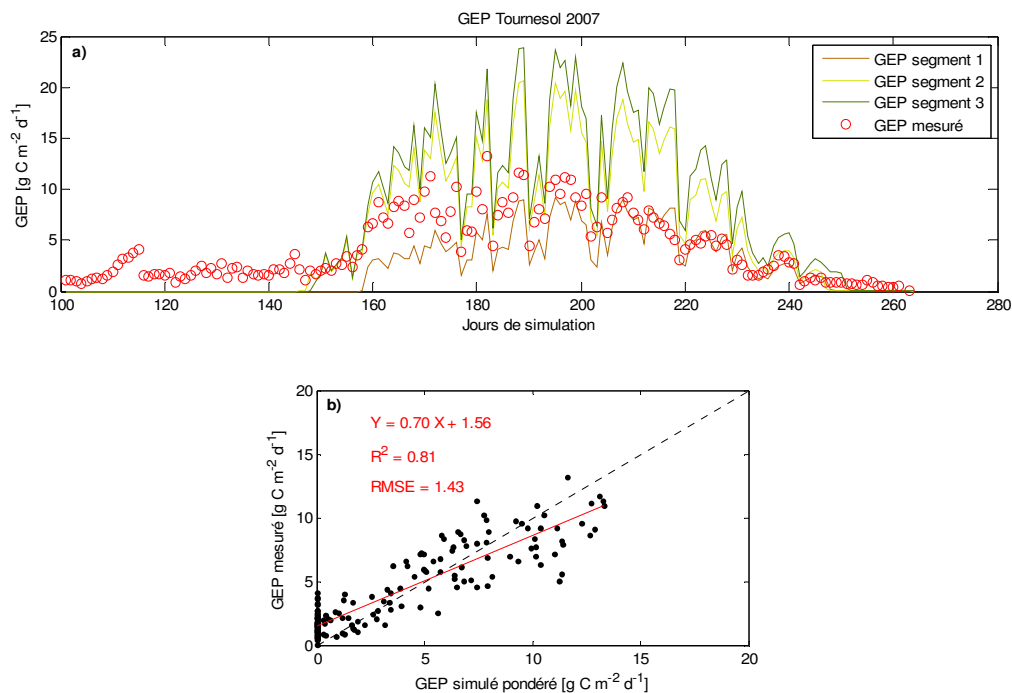 GEP Tournesol 2007
a)
GEP [g C m-2 d-1]
25
20
15
10
5
0
GEP segment 1
GEP segment 2
GEP segment 3
GEP mesuré
100 120 140 160 180 200 220 240 260 280
Jours de simulation
b)
GEP mesuré [g C m-2 d-1]
20
15
10
5
0
Y = 0.70 X + 1.56
R2 = 0.81
RMSE = 1.43
0 5 10 15 20
GEP simulé pondéré [g C m-2 d-1]